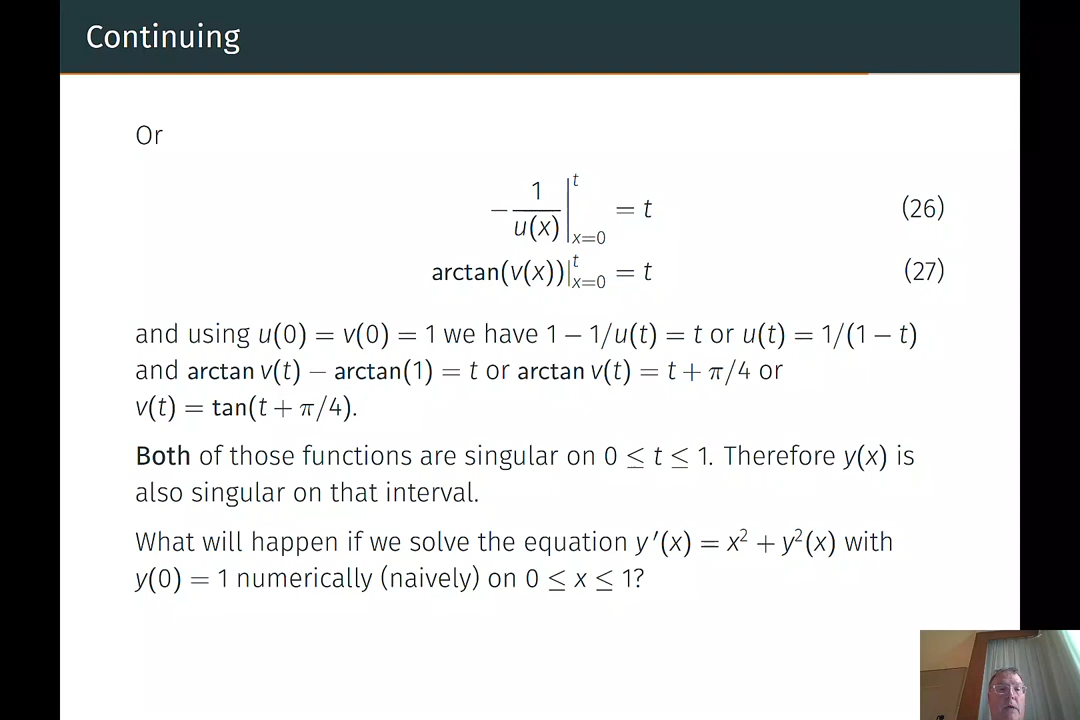 Continuing
Or
− 1/u(x) |ᵗₓ₌₀ = t (26)
arctan(v(x))|ᵗₓ₌₀ = t (27)
and using u(0) = v(0) = 1 we have 1 − 1/u(t) = t or u(t) = 1/(1 − t)
and arctan v(t) − arctan(1) = t or arctan v(t) = t + π/4 or
v(t) = tan(t + π/4).
Both of those functions are singular on 0 ≤ t ≤ 1. Therefore y(x) is
also singular on that interval.
What will happen if we solve the equation y′(x) = x² + y²(x) with
y(0) = 1 numerically (naively) on 0 ≤ x ≤ 1?